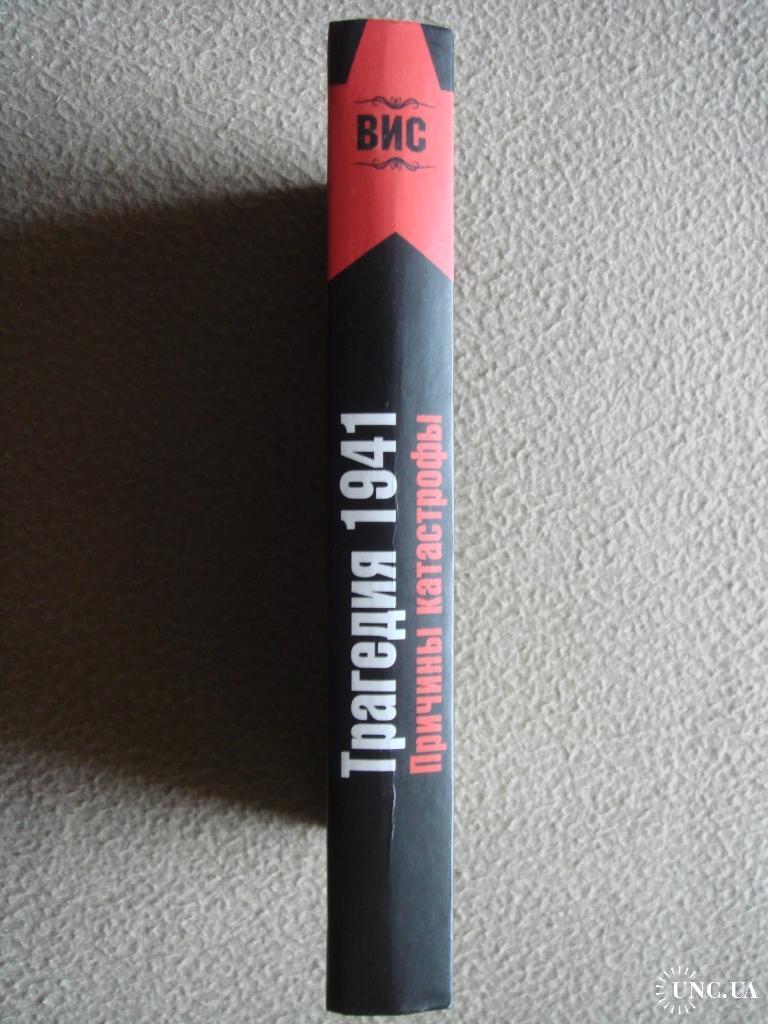 ВИС
Трагедия 1941
Причины катастрофы
UNC.UA